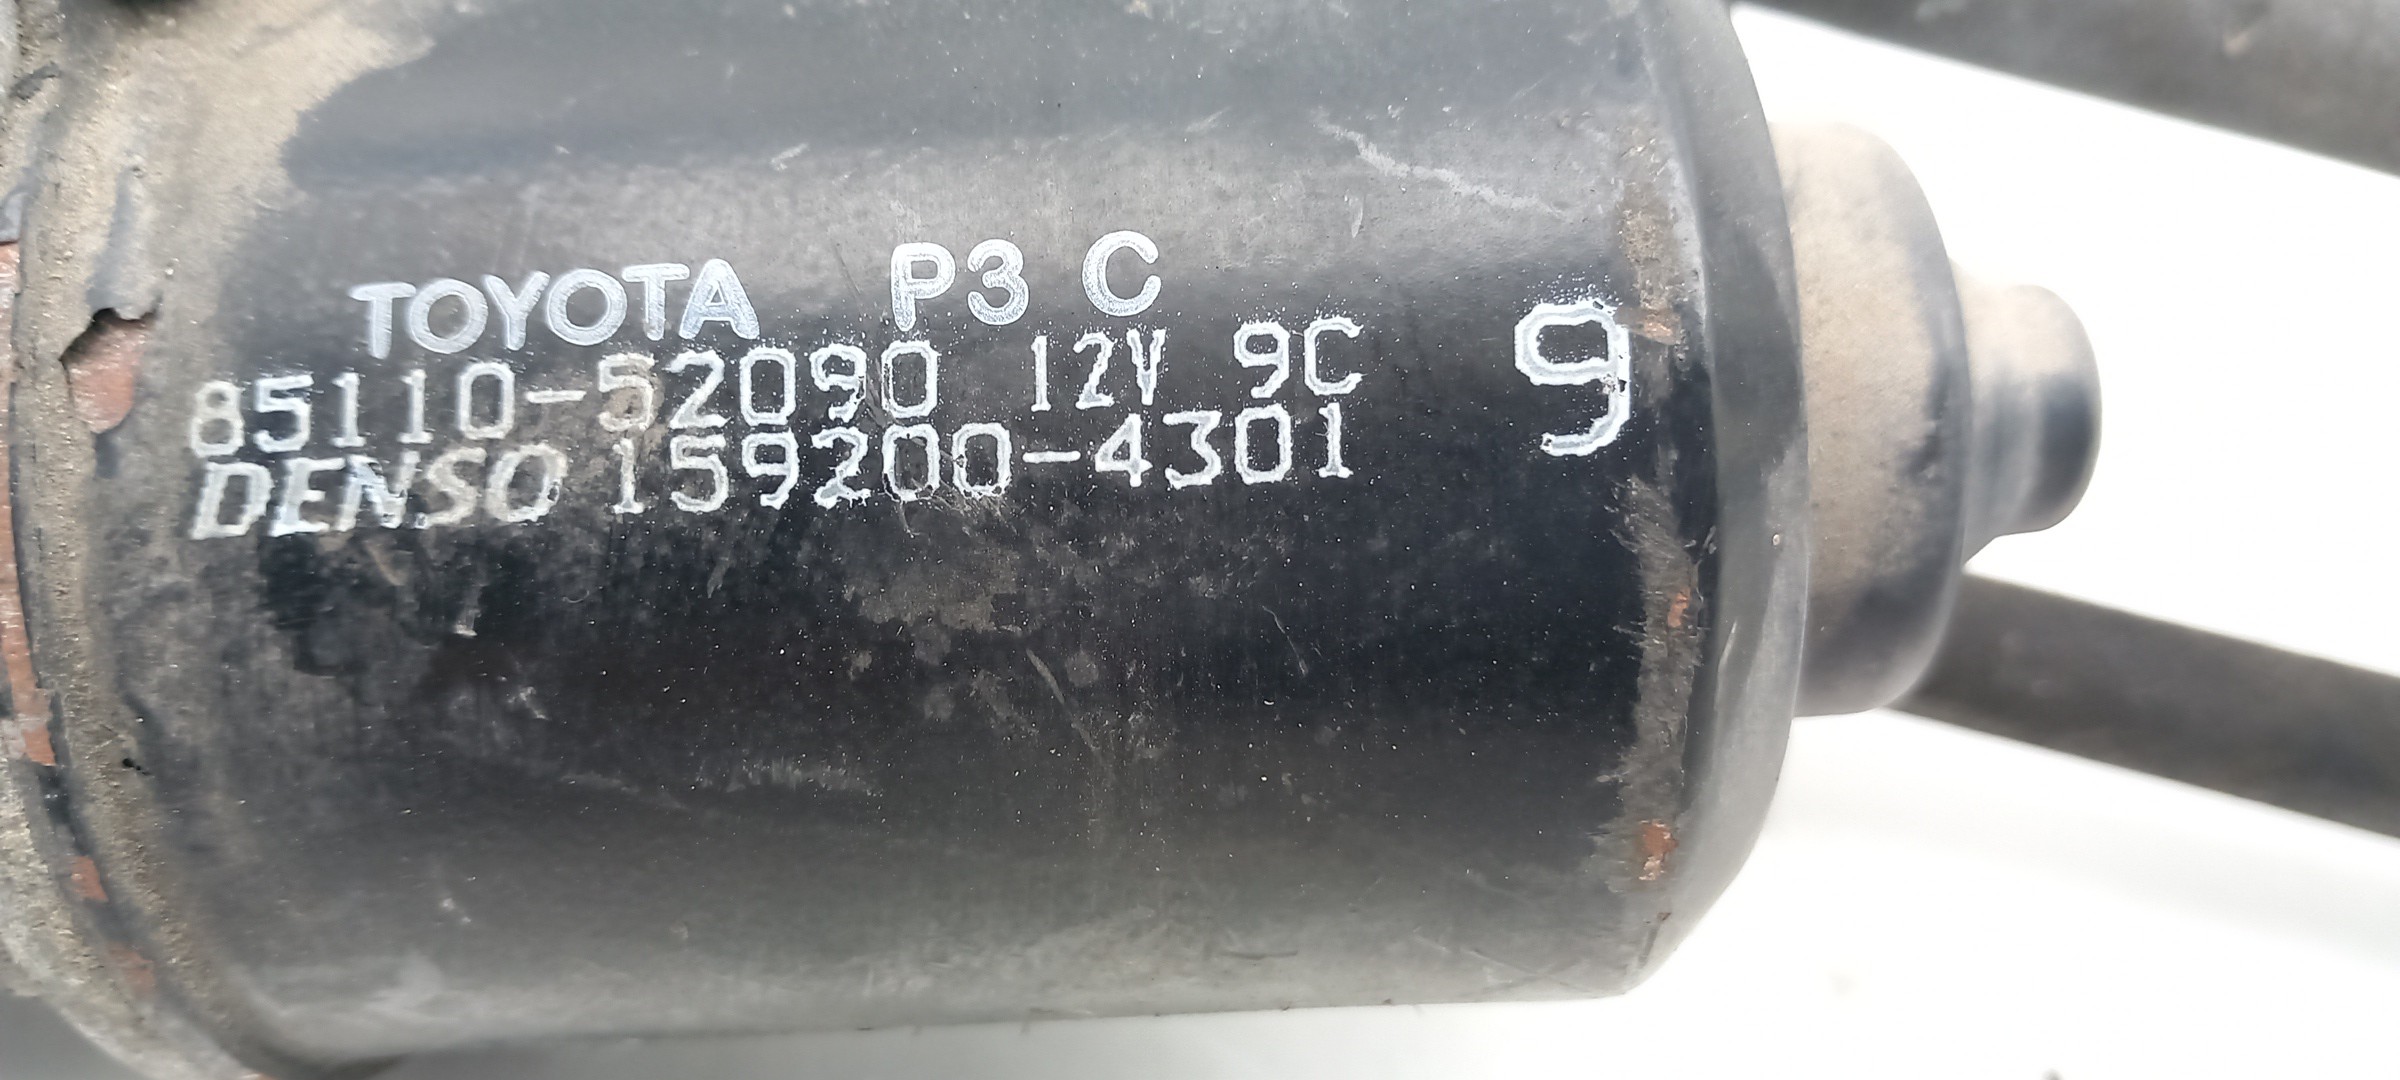 TOYOTA P3 C
85110-52090 12V 9C 9
DENSO 159200-4301